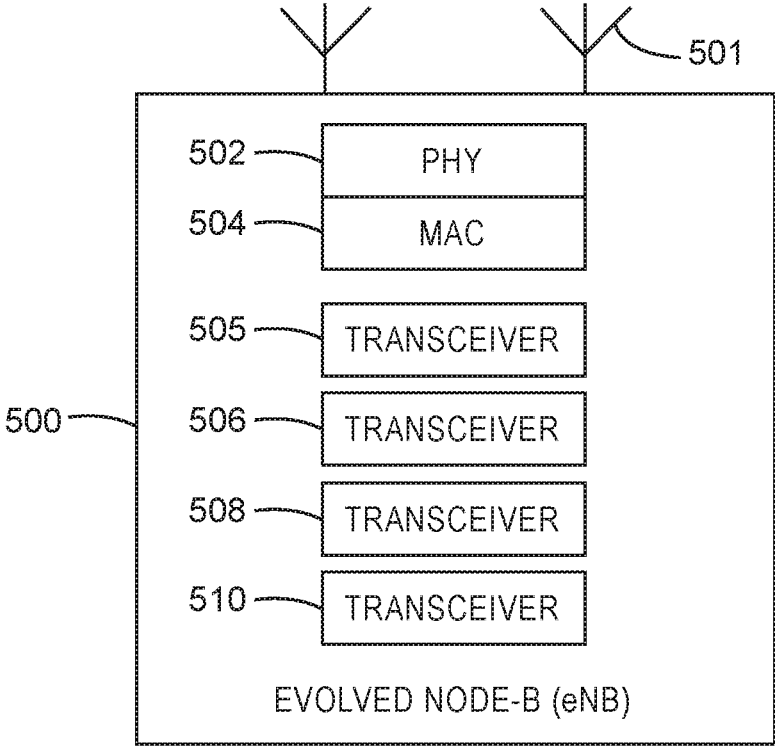 501
502 PHY
504 MAC
505 TRANSCEIVER
500
506 TRANSCEIVER
508 TRANSCEIVER
510 TRANSCEIVER
EVOLVED NODE-B (eNB)